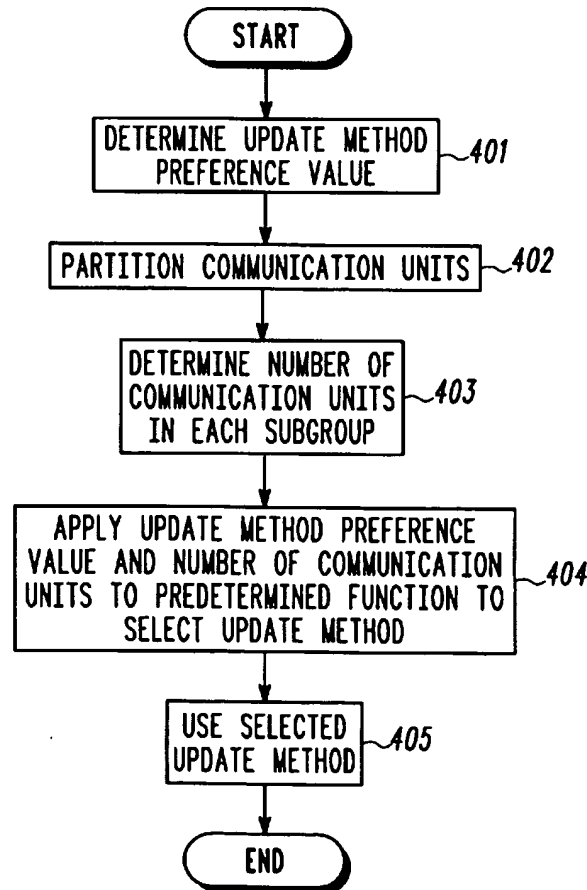 START
DETERMINE UPDATE METHOD
PREFERENCE VALUE
401
PARTITION COMMUNICATION UNITS
402
DETERMINE NUMBER OF
COMMUNICATION UNITS
IN EACH SUBGROUP
403
APPLY UPDATE METHOD PREFERENCE
VALUE AND NUMBER OF COMMUNICATION
UNITS TO PREDETERMINED FUNCTION TO
SELECT UPDATE METHOD
404
USE SELECTED
UPDATE METHOD
405
END